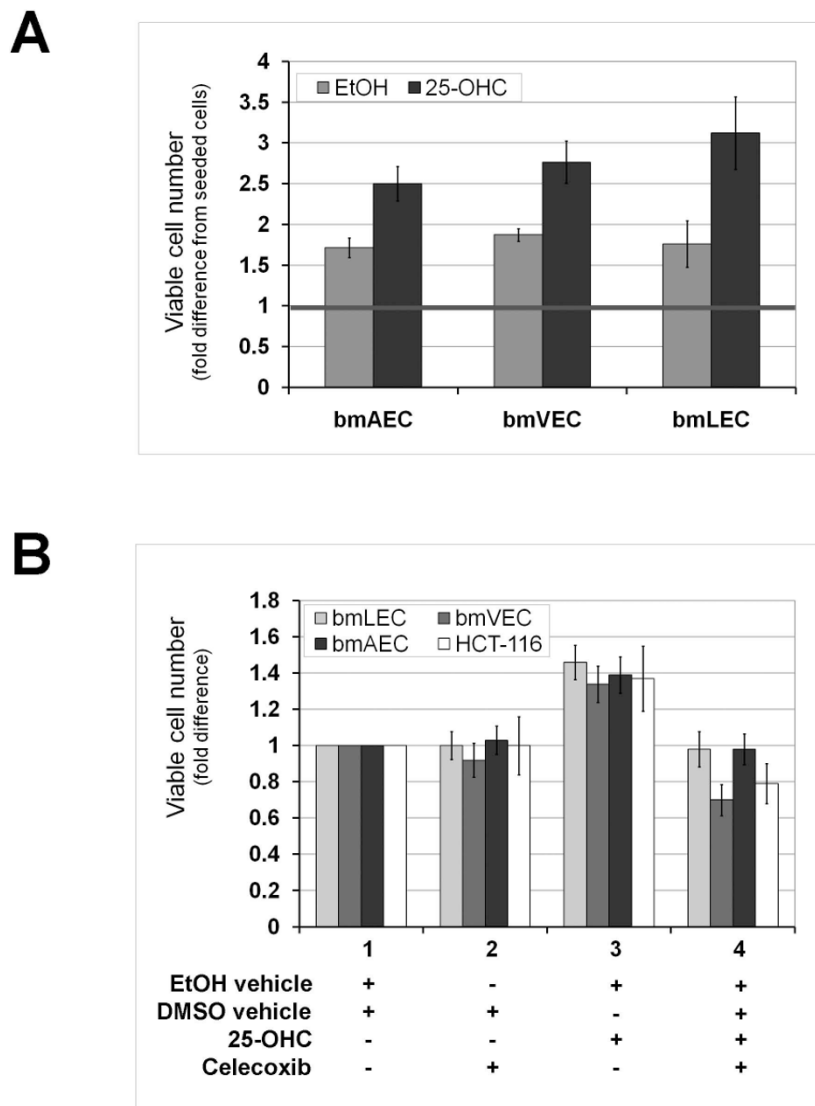 A
Viable cell number
(fold difference from seeded cells)
4
3.5
3
2.5
2
1.5
1
0.5
0
EtOH 25-OHC
bmAEC bmVEC bmLEC
B
Viable cell number
(fold difference)
1.8
1.6
1.4
1.2
1
0.8
0.6
0.4
0.2
0
bmLEC bmVEC
bmAEC HCT-116
1 2 3 4
EtOH vehicle + - + +
DMSO vehicle + + - +
25-OHC - - + +
Celecoxib - + - +